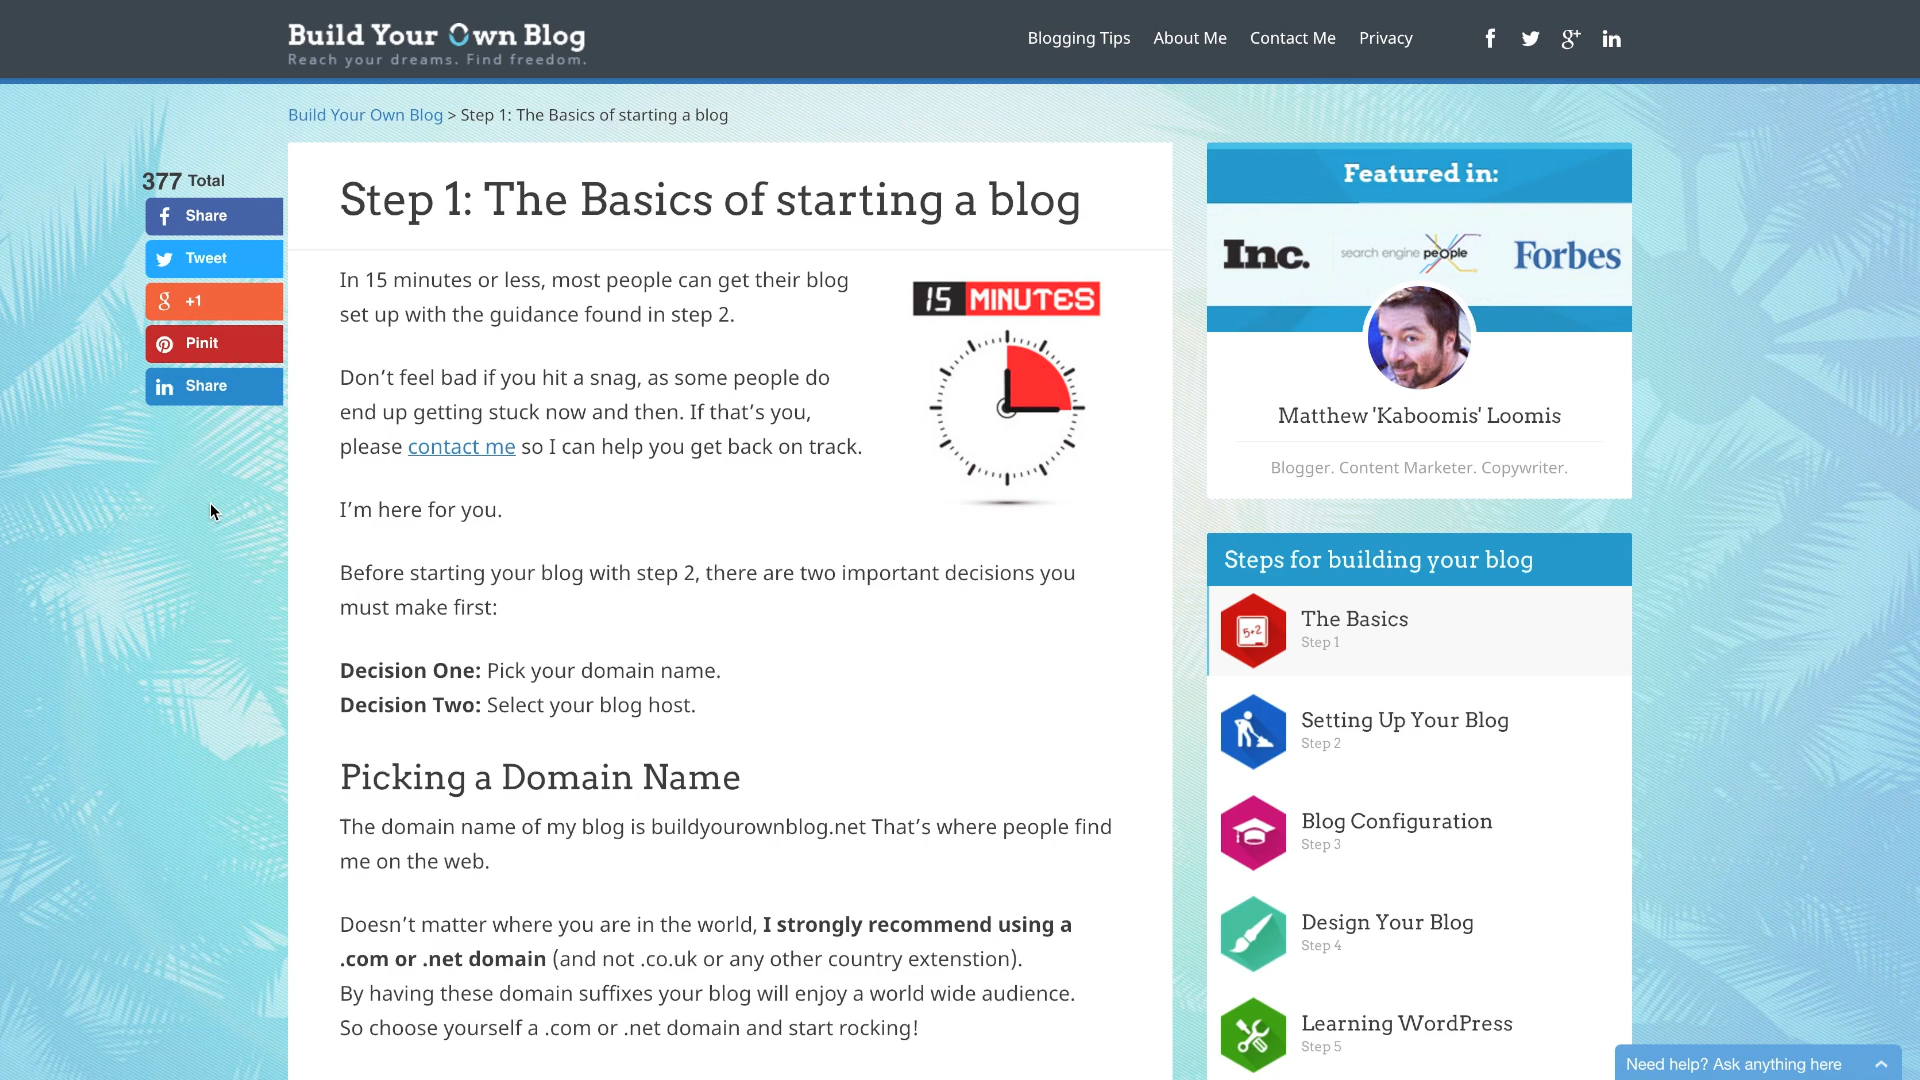 Build Your Own Blog
Reach your dreams. Find freedom.
Blogging Tips
About Me
Contact Me
Privacy
Build Your Own Blog > Step 1: The Basics of starting a blog
377 Total
Share
Tweet
+1
Pinit
Share
Step 1: The Basics of starting a blog
In 15 minutes or less, most people can get their blog
set up with the guidance found in step 2.
15 MINUTES
Don’t feel bad if you hit a snag, as some people do
end up getting stuck now and then. If that’s you,
please contact me so I can help you get back on track.
I’m here for you.
Before starting your blog with step 2, there are two important decisions you
must make first:
Decision One: Pick your domain name.
Decision Two: Select your blog host.
Picking a Domain Name
The domain name of my blog is buildyourownblog.net That’s where people find
me on the web.
Doesn’t matter where you are in the world, I strongly recommend using a
.com or .net domain (and not .co.uk or any other country extenstion).
By having these domain suffixes your blog will enjoy a world wide audience.
So choose yourself a .com or .net domain and start rocking!
Featured in:
Inc.
search engine people
Forbes
Matthew 'Kaboomis' Loomis
Blogger. Content Marketer. Copywriter.
Steps for building your blog
5+2
The Basics
Step 1
Setting Up Your Blog
Step 2
Blog Configuration
Step 3
Design Your Blog
Step 4
Learning WordPress
Step 5
Need help? Ask anything here